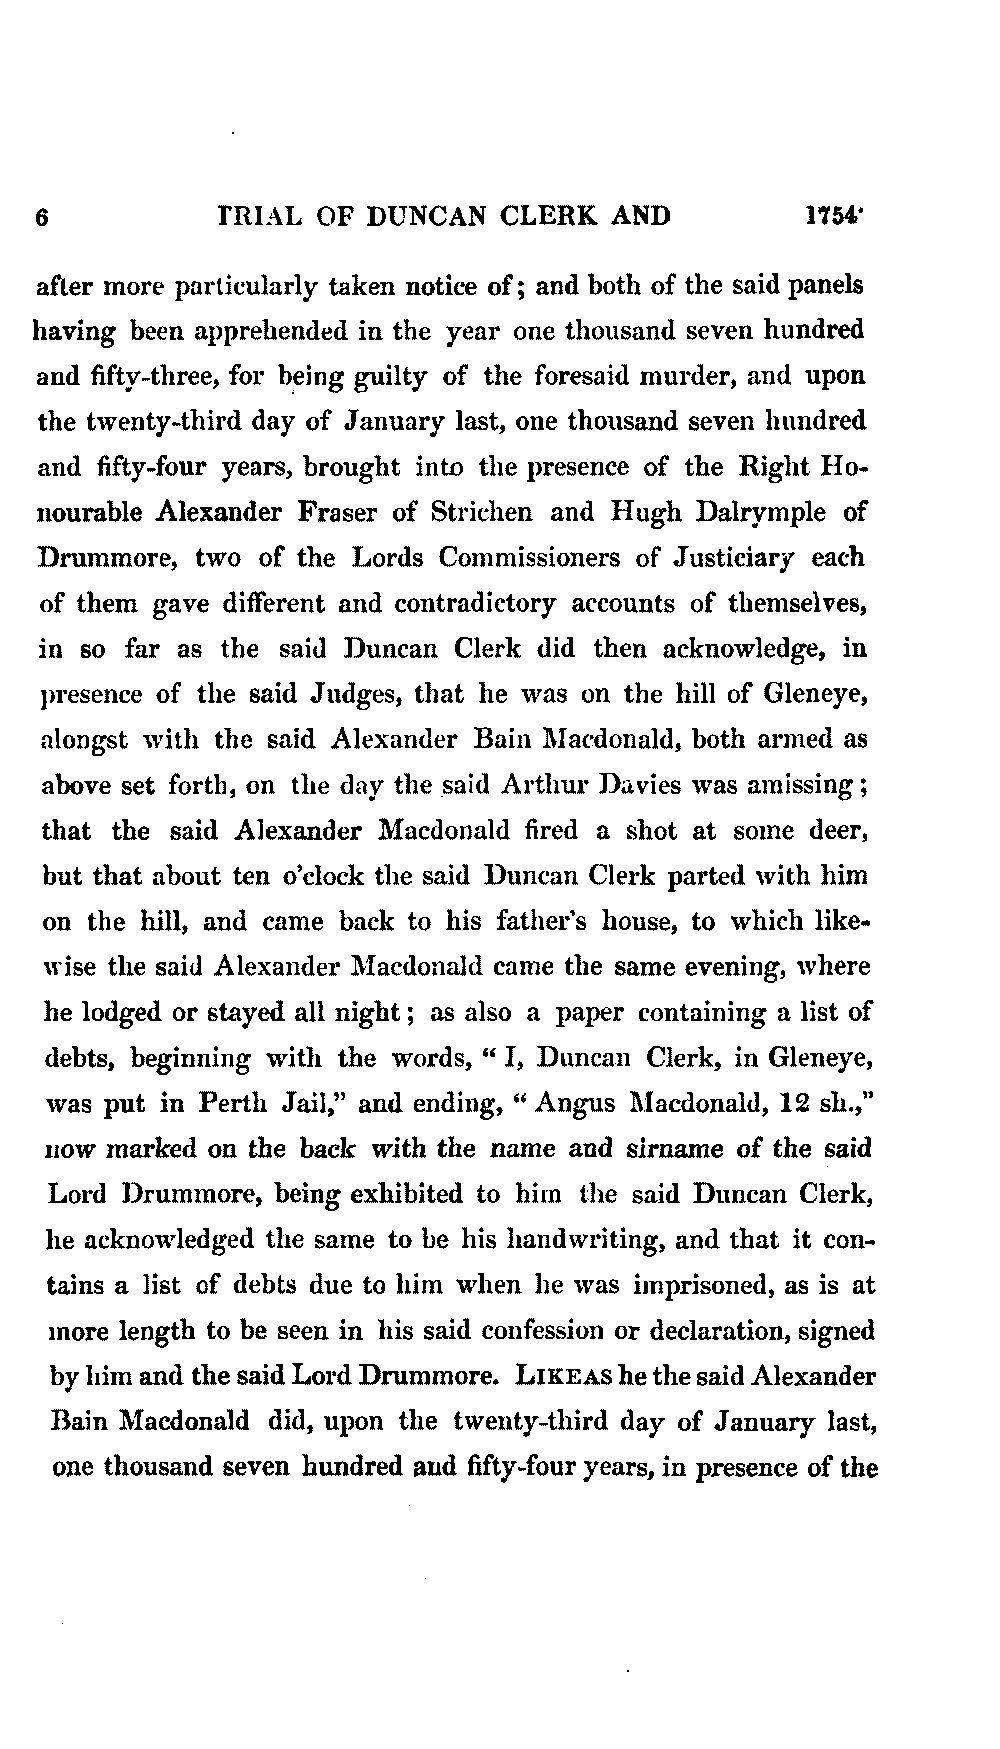 6 TRIAL OF DUNCAN CLERK AND 1754·
after more particularly taken notice of; and both of the said panels
having been apprehended in the year one thousand seven hundred
and fifty-three, for being guilty of the foresaid murder, and upon
the twenty-third day of January last, one thousand seven hundred
and fifty-four years, brought into the presence of the Right Ho-
nourable Alexander Fraser of Strichen and Hugh Dalrymple of
Drummore, two of the Lords Commissioners of Justiciary each
of them gave different and contradictory accounts of themselves,
in so far as the said Duncan Clerk did then acknowledge, in
presence of the said Judges, that he was on the hill of Gleneye,
alongst with the said Alexander Bain Macdonald, both armed as
above set forth, on the day the said Arthur Davies was amissing;
that the said Alexander Macdonald fired a shot at some deer,
but that about ten o'clock the said Duncan Clerk parted with him
on the hill, and came back to his father's house, to which like-
wise the said Alexander Macdonald came the same evening, where
he lodged or stayed all night; as also a paper containing a list of
debts, beginning with the words, “ I, Duncan Clerk, in Gleneye,
was put in Perth Jail,” and ending, “ Angus Macdonald, 12 sh.,”
now marked on the back with the name and sirname of the said
Lord Drummore, being exhibited to him the said Duncan Clerk,
he acknowledged the same to be his handwriting, and that it con-
tains a list of debts due to him when he was imprisoned, as is at
more length to be seen in his said confession or declaration, signed
by him and the said Lord Drummore. LIKEAS he the said Alexander
Bain Macdonald did, upon the twenty-third day of January last,
one thousand seven hundred and fifty-four years, in presence of the